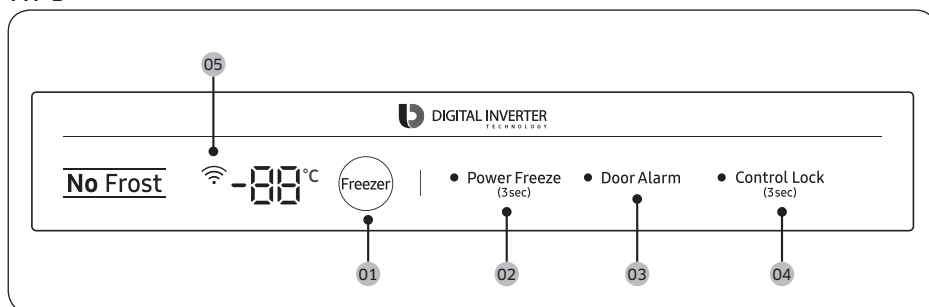 05
DIGITAL INVERTER
TECHNOLOGY
No Frost
-88°C
Freezer
• Power Freeze
(3sec)
• Door Alarm
• Control Lock
(3sec)
01
02
03
04